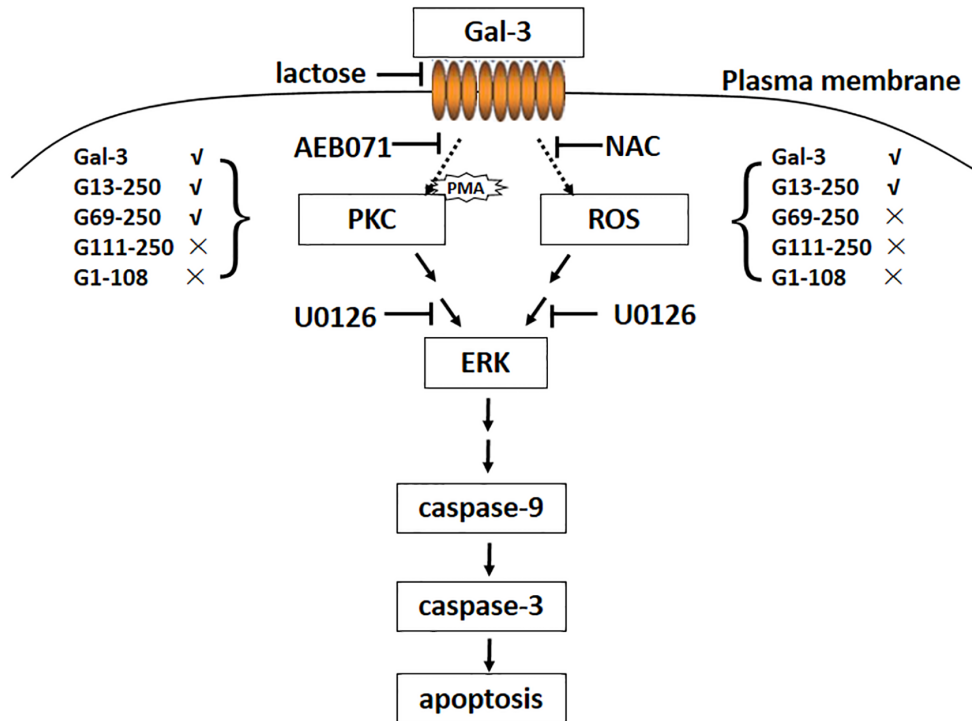 Gal-3
lactose
Plasma membrane
AEB071
NAC
Gal-3 √
G13-250 √
G69-250 √
G111-250 ×
G1-108 ×
PMA
PKC
ROS
Gal-3 √
G13-250 √
G69-250 ×
G111-250 ×
G1-108 ×
U0126
U0126
ERK
caspase-9
caspase-3
apoptosis